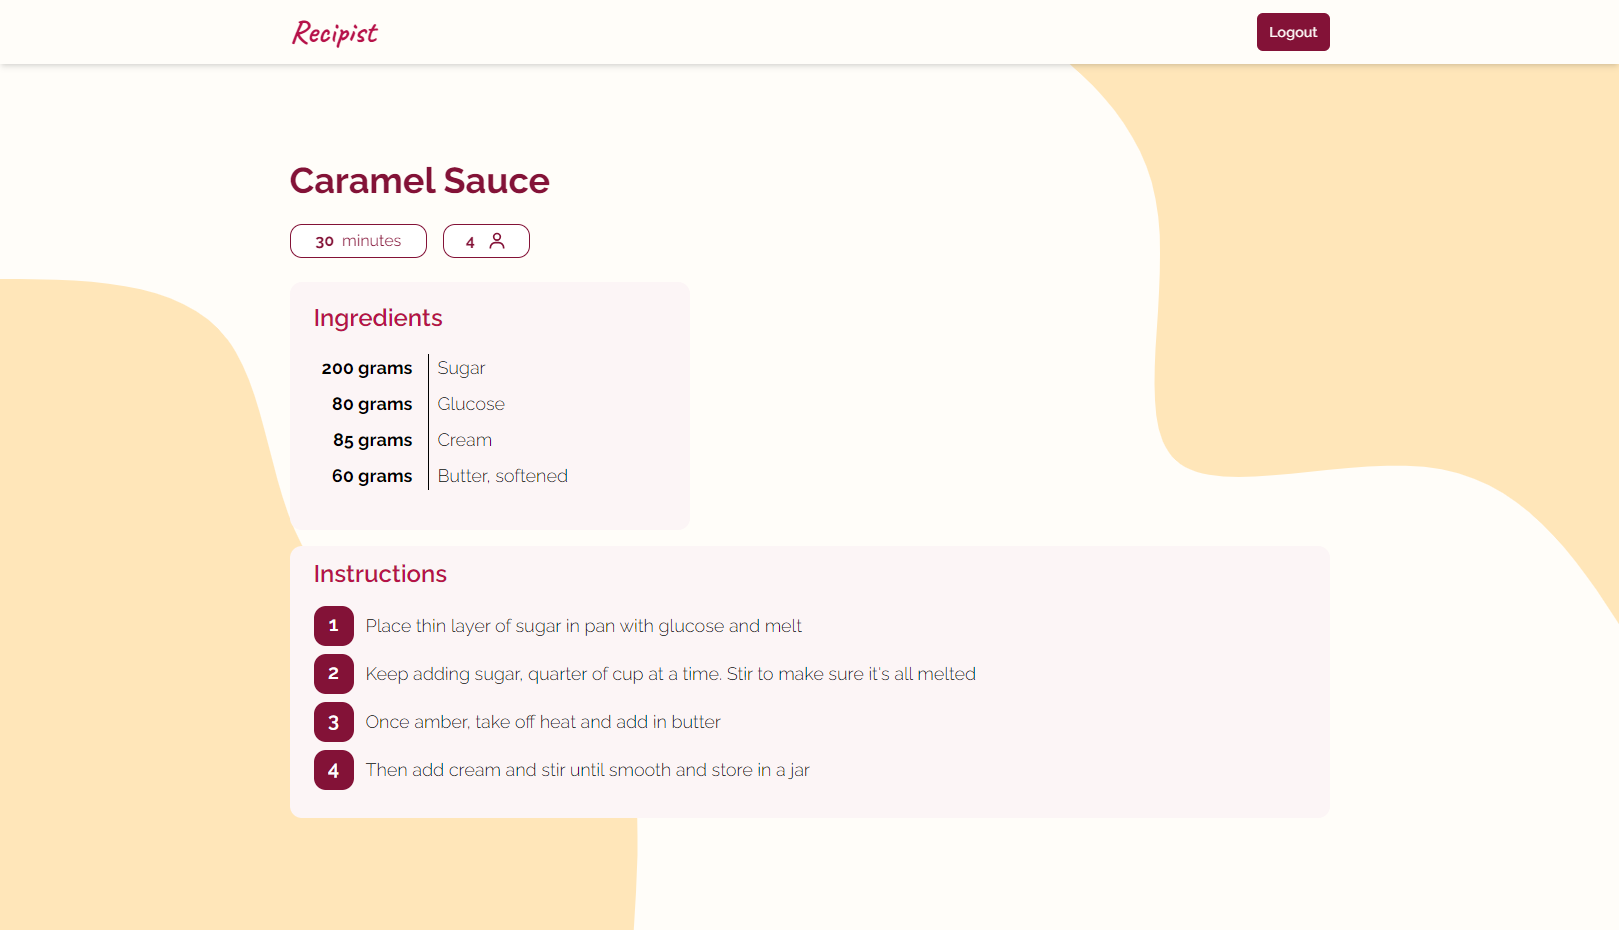 Recipist
Logout
Caramel Sauce
30 minutes
4
Ingredients
200 grams Sugar
80 grams Glucose
85 grams Cream
60 grams Butter, softened
Instructions
1 Place thin layer of sugar in pan with glucose and melt
2 Keep adding sugar, quarter of cup at a time. Stir to make sure it's all melted
3 Once amber, take off heat and add in butter
4 Then add cream and stir until smooth and store in a jar